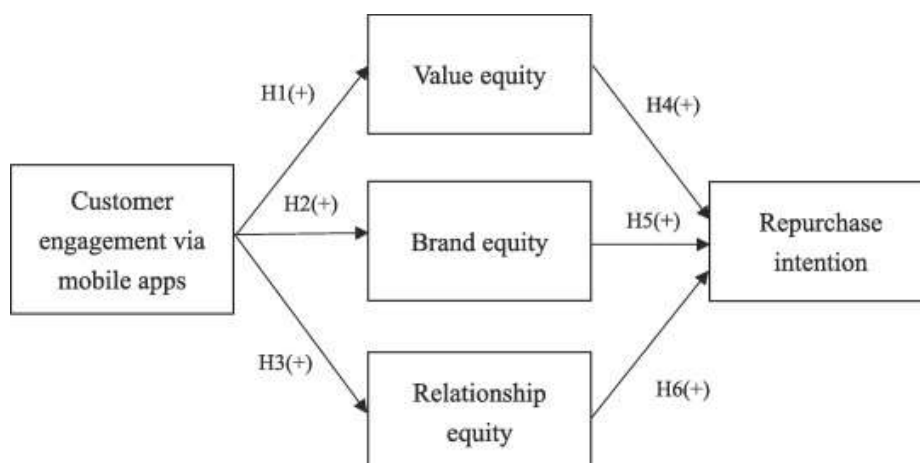 Value equity
H1(+)
H4(+)
Customer
engagement via
mobile apps
H2(+)
Brand equity
H5(+)
Repurchase
intention
H3(+)
Relationship
equity
H6(+)